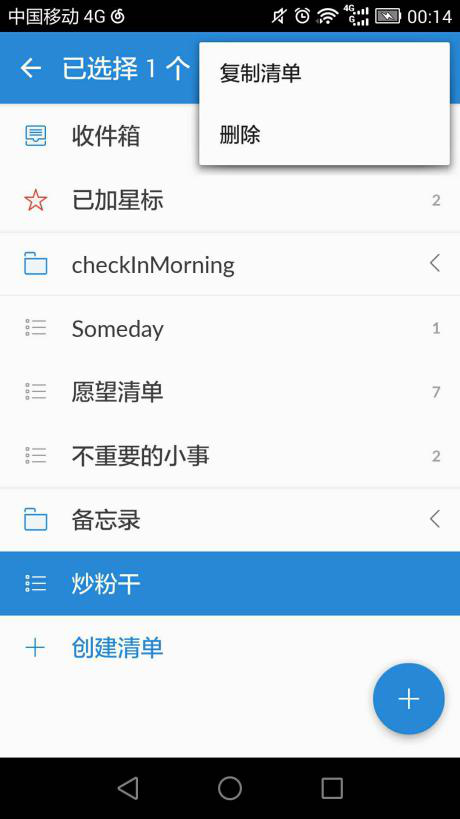 中国移动 4G 4G G 00:14
已选择 1 个
复制清单
删除
收件箱
已加星标 2
checkInMorning
Someday 1
愿望清单 7
不重要的小事 2
备忘录
炒粉干
创建清单